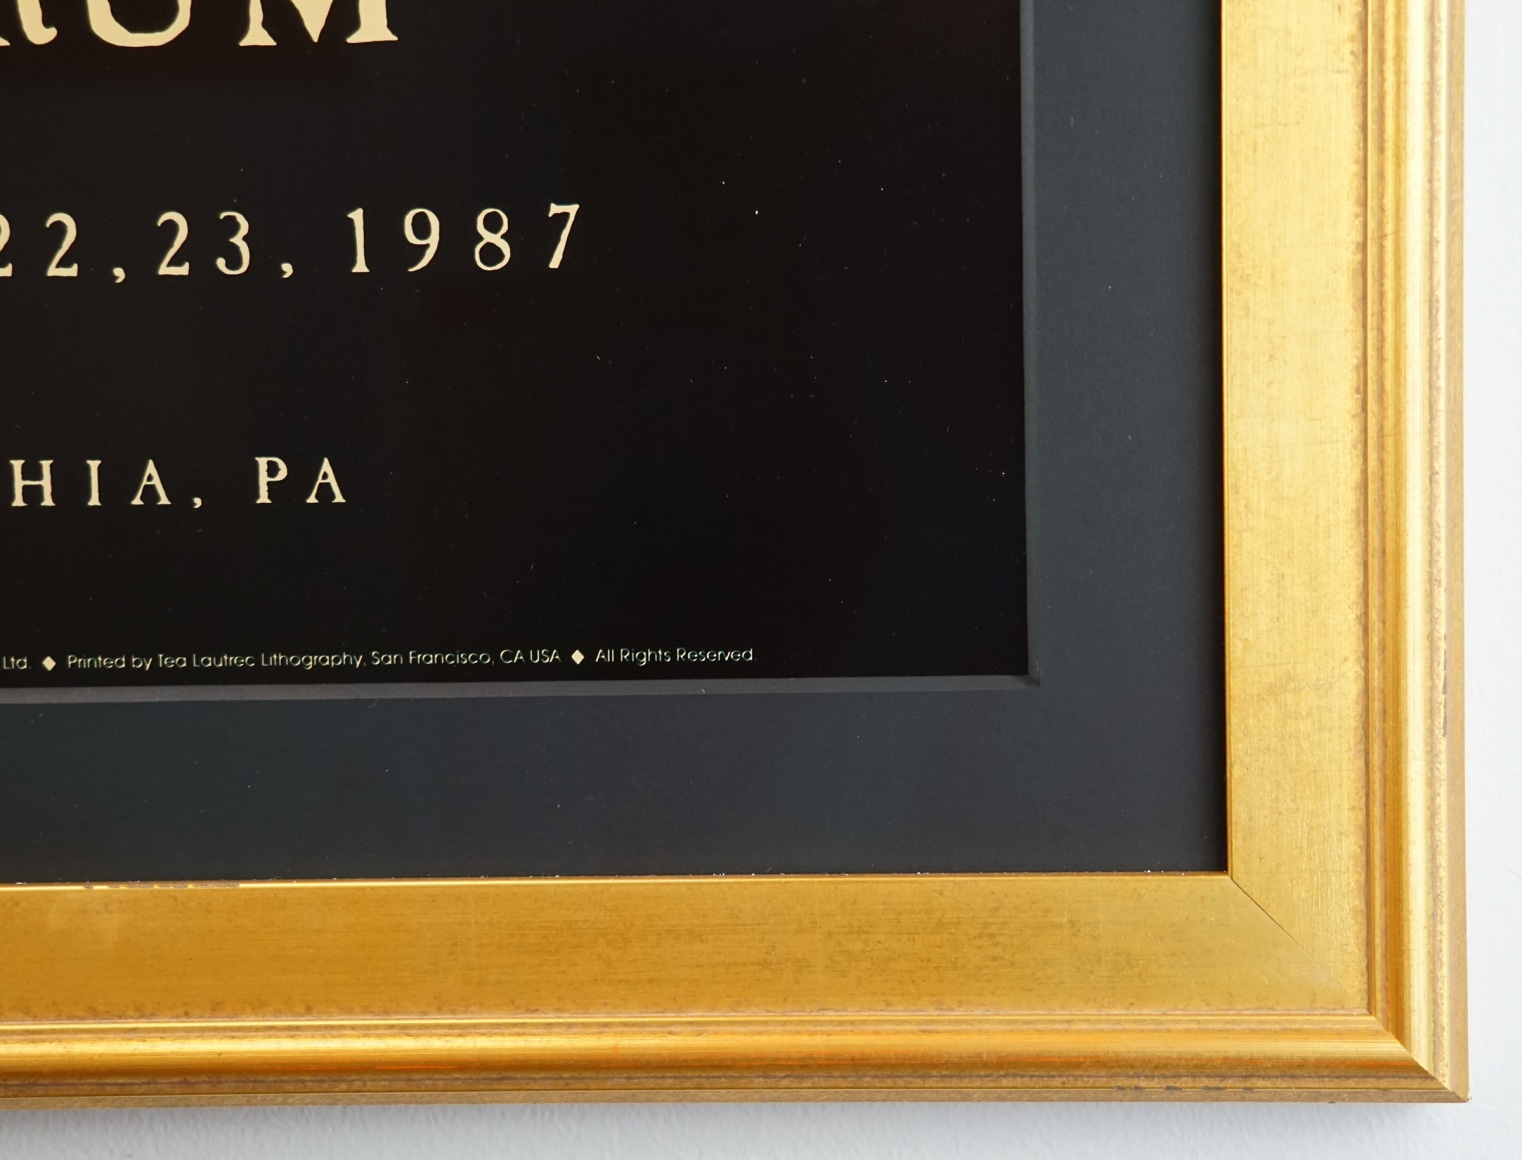 RUM
22,23, 1987
HIA, PA
Ltd. ◆ Printed by Tea Lautrec Lithography, San Francisco, CA USA ◆ All Rights Reserved.